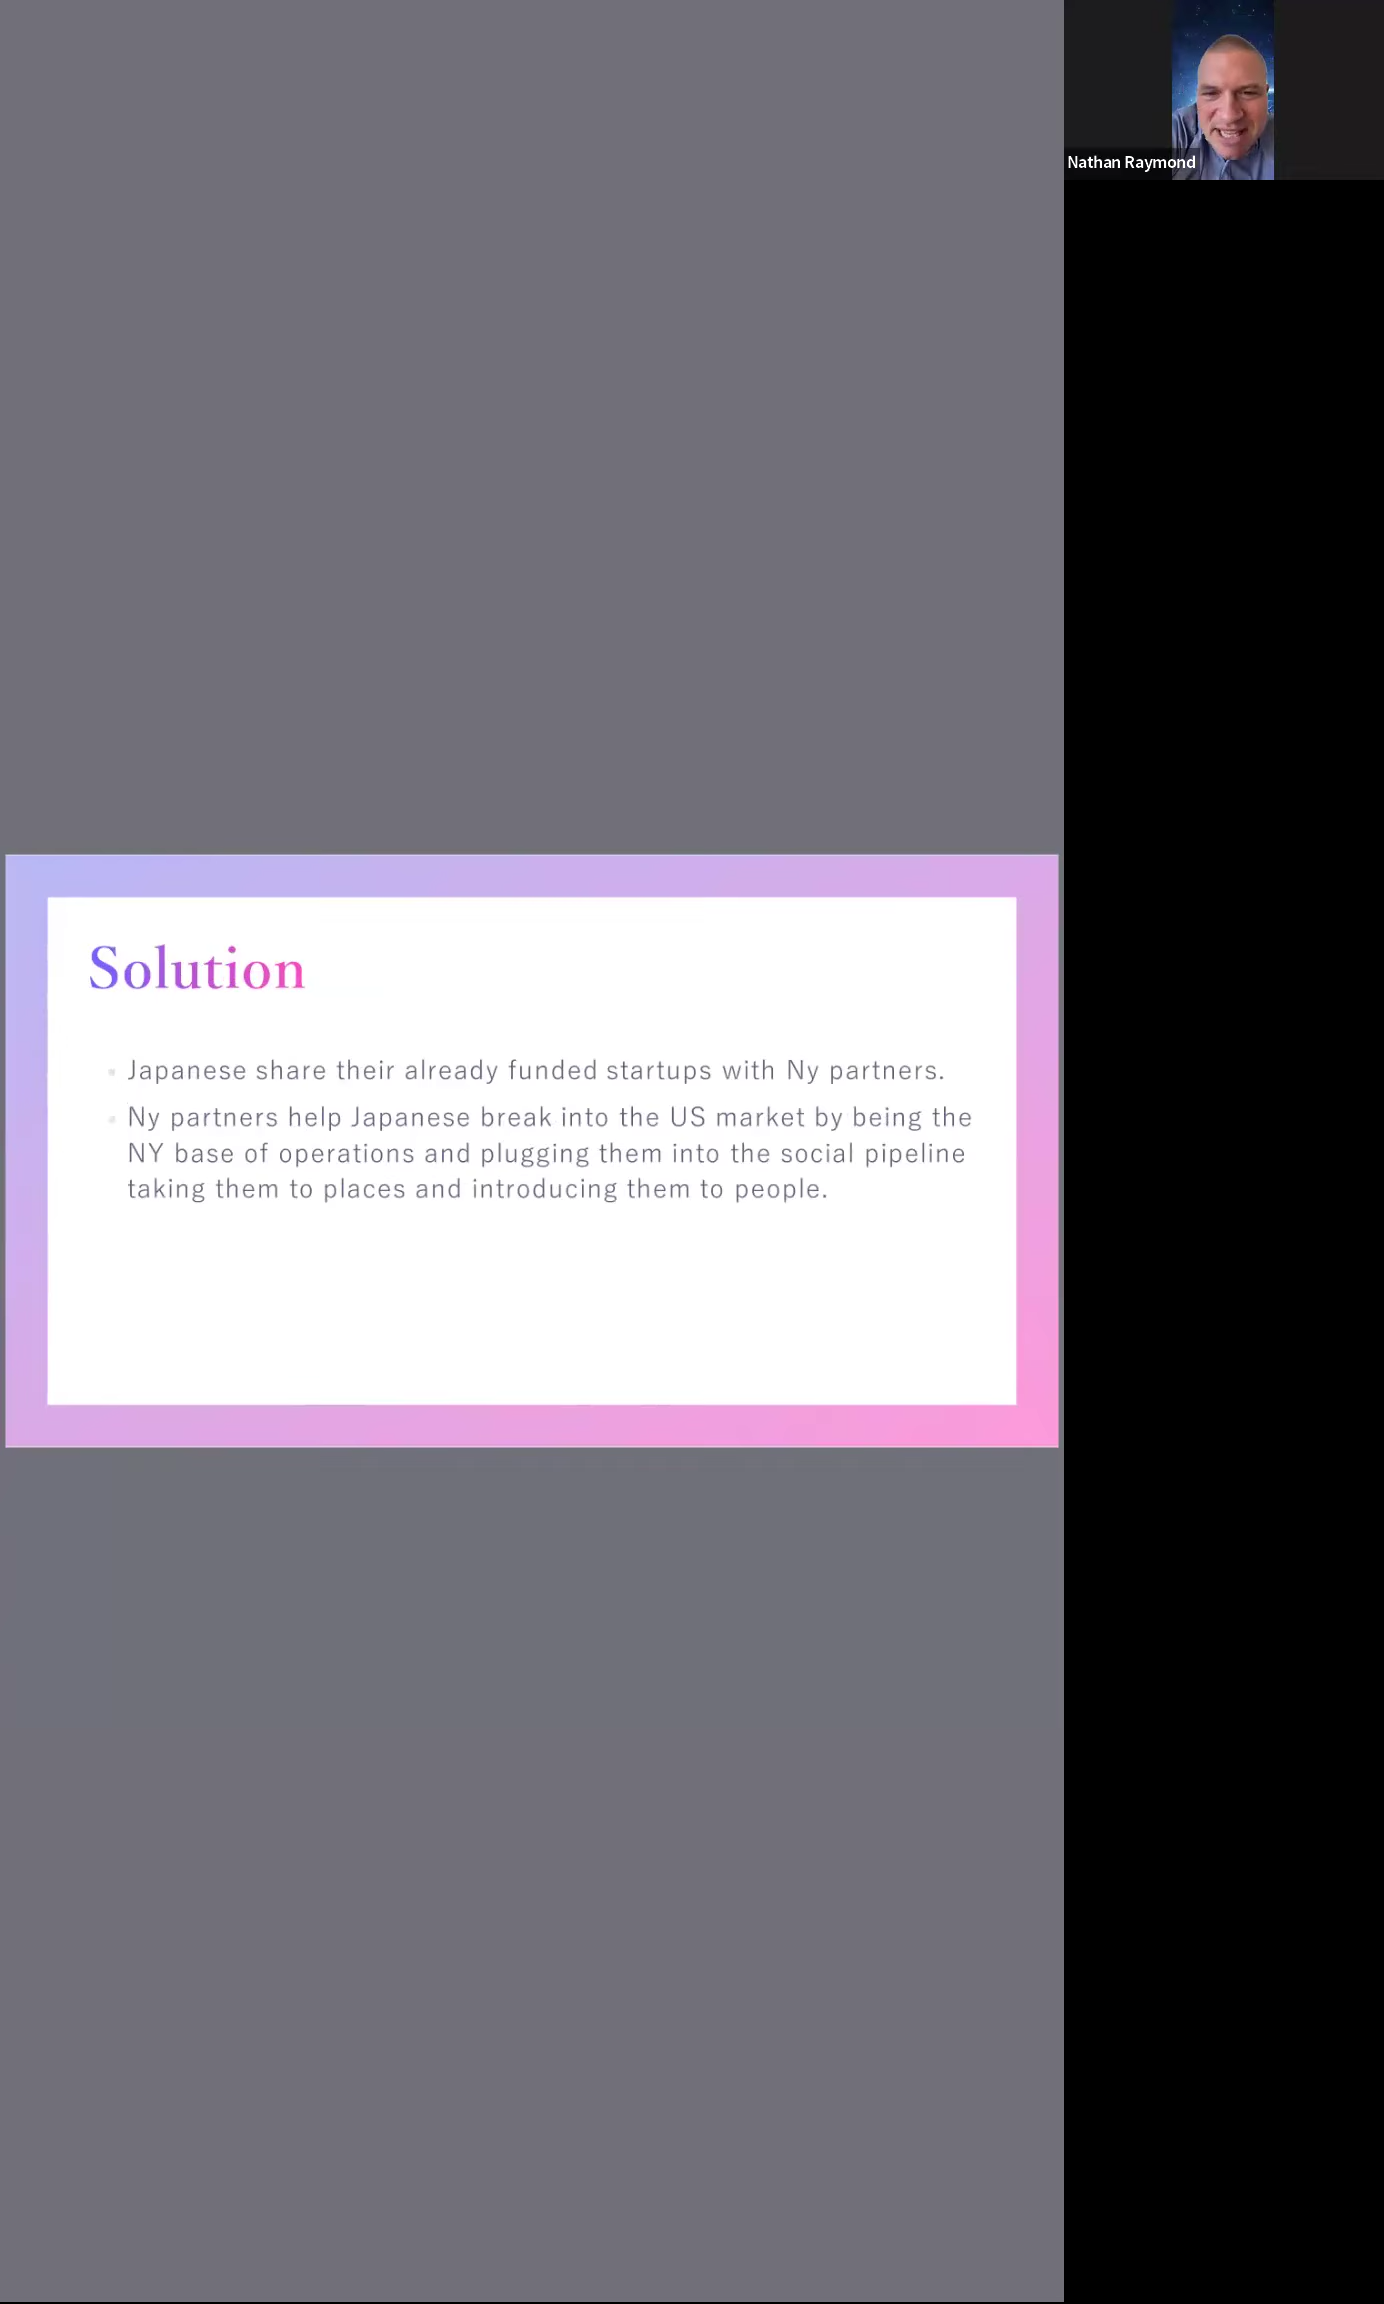 Nathan Raymond
Solution
Japanese share their already funded startups with Ny partners.
Ny partners help Japanese break into the US market by being the
NY base of operations and plugging them into the social pipeline
taking them to places and introducing them to people.